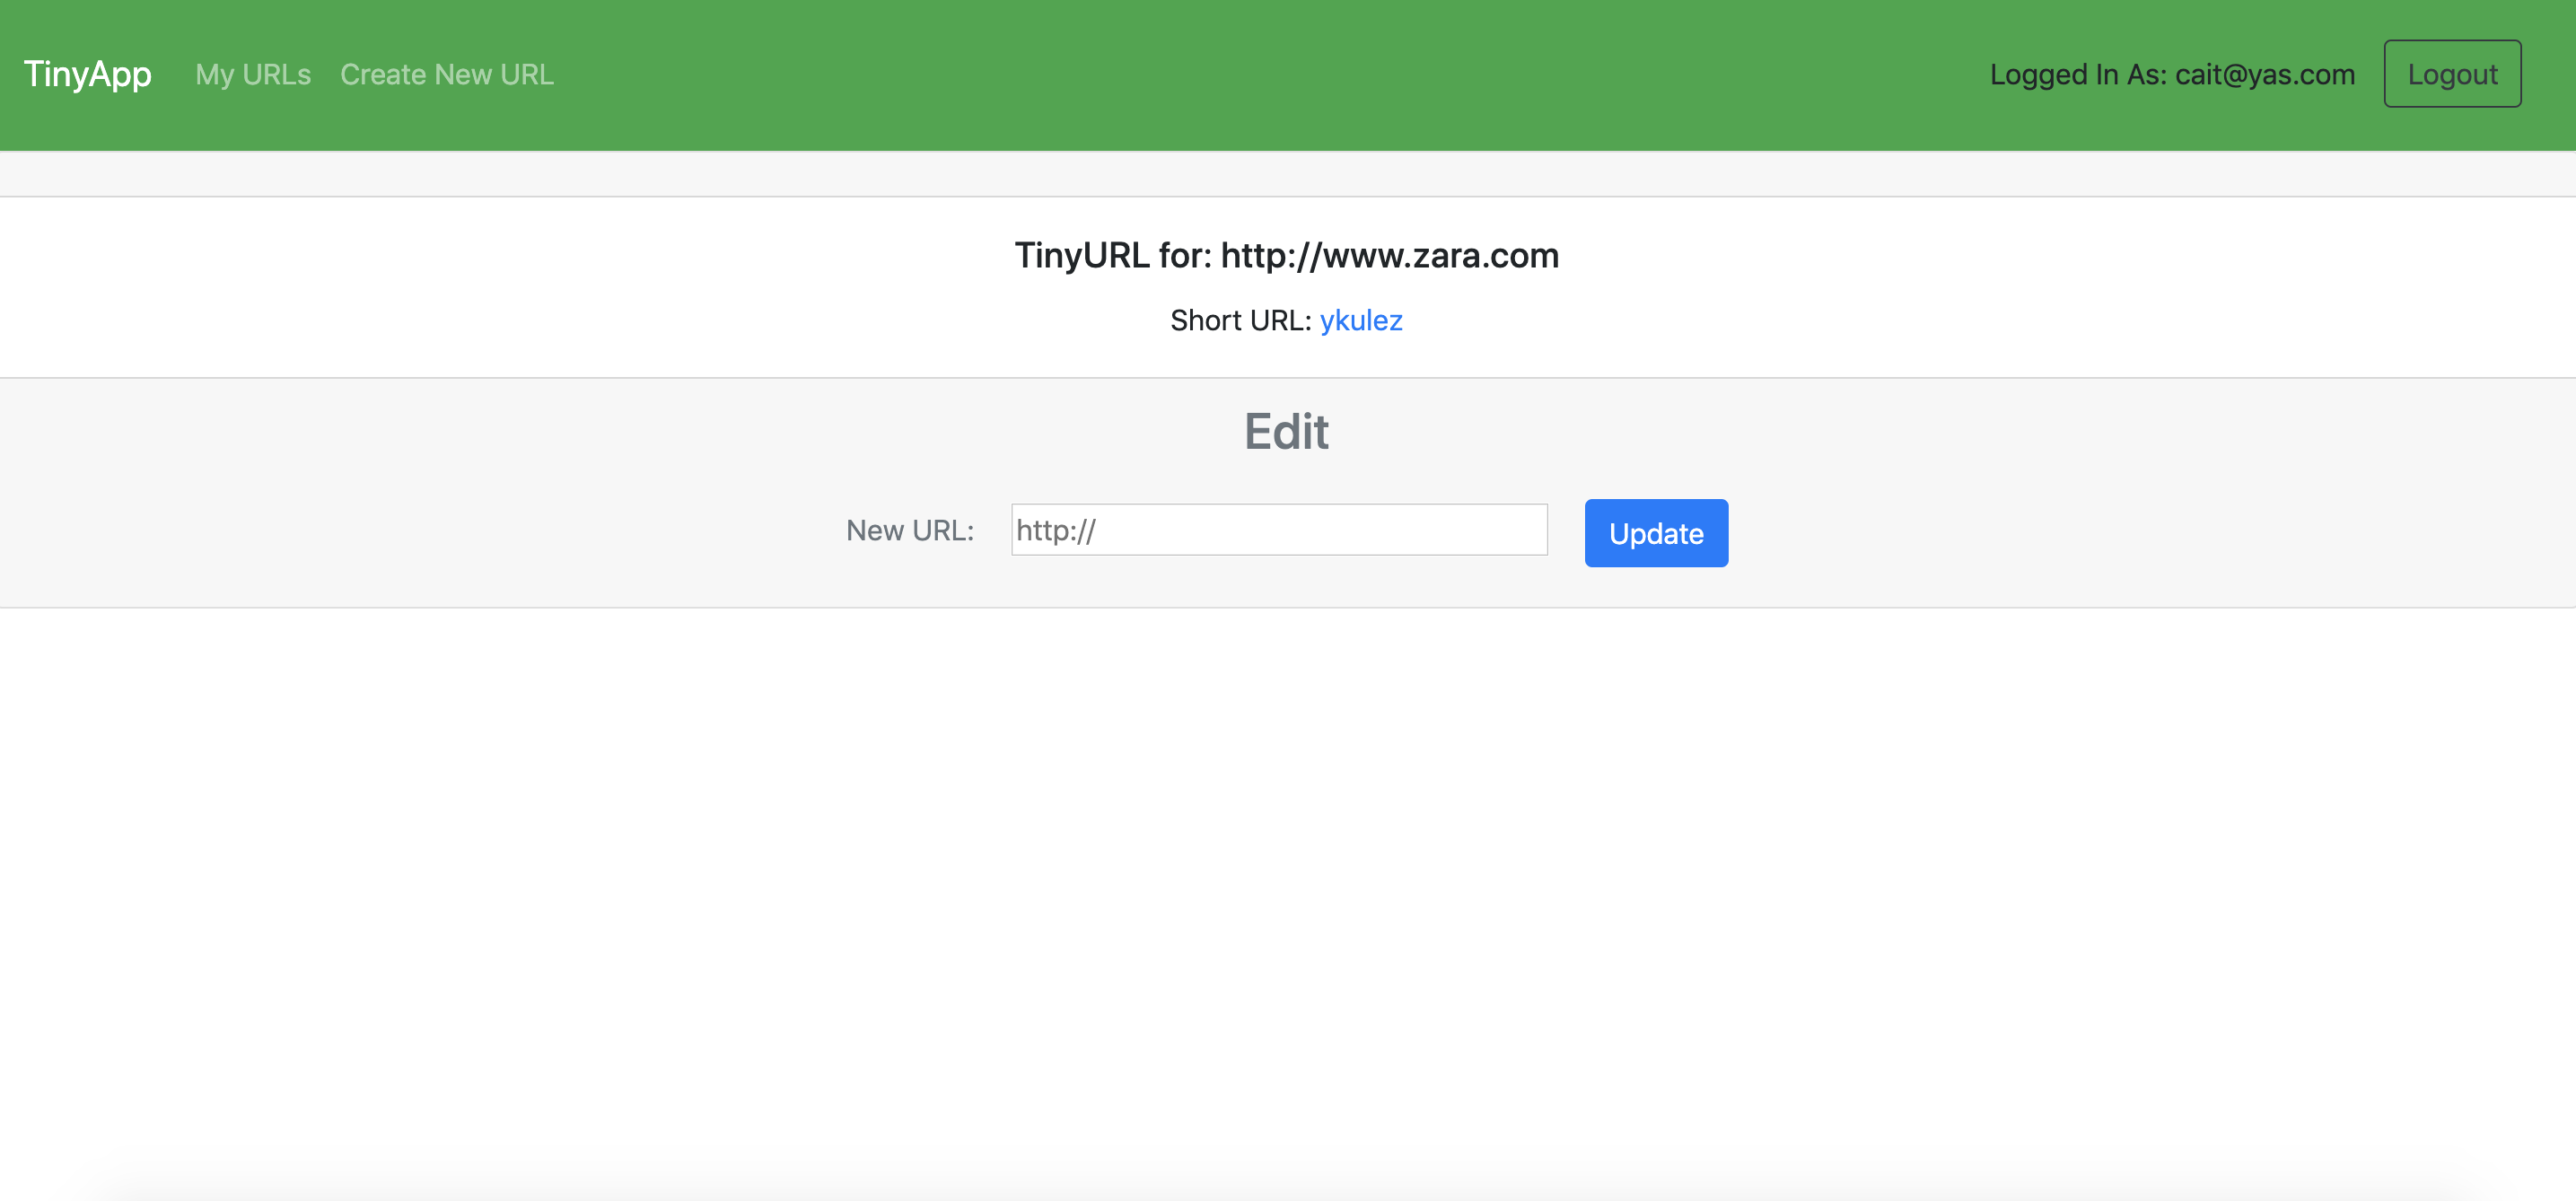 TinyApp My URLs Create New URL Logged In As: cait@yas.com Logout
TinyURL for: http://www.zara.com
Short URL: ykulez
Edit
New URL: http:// Update